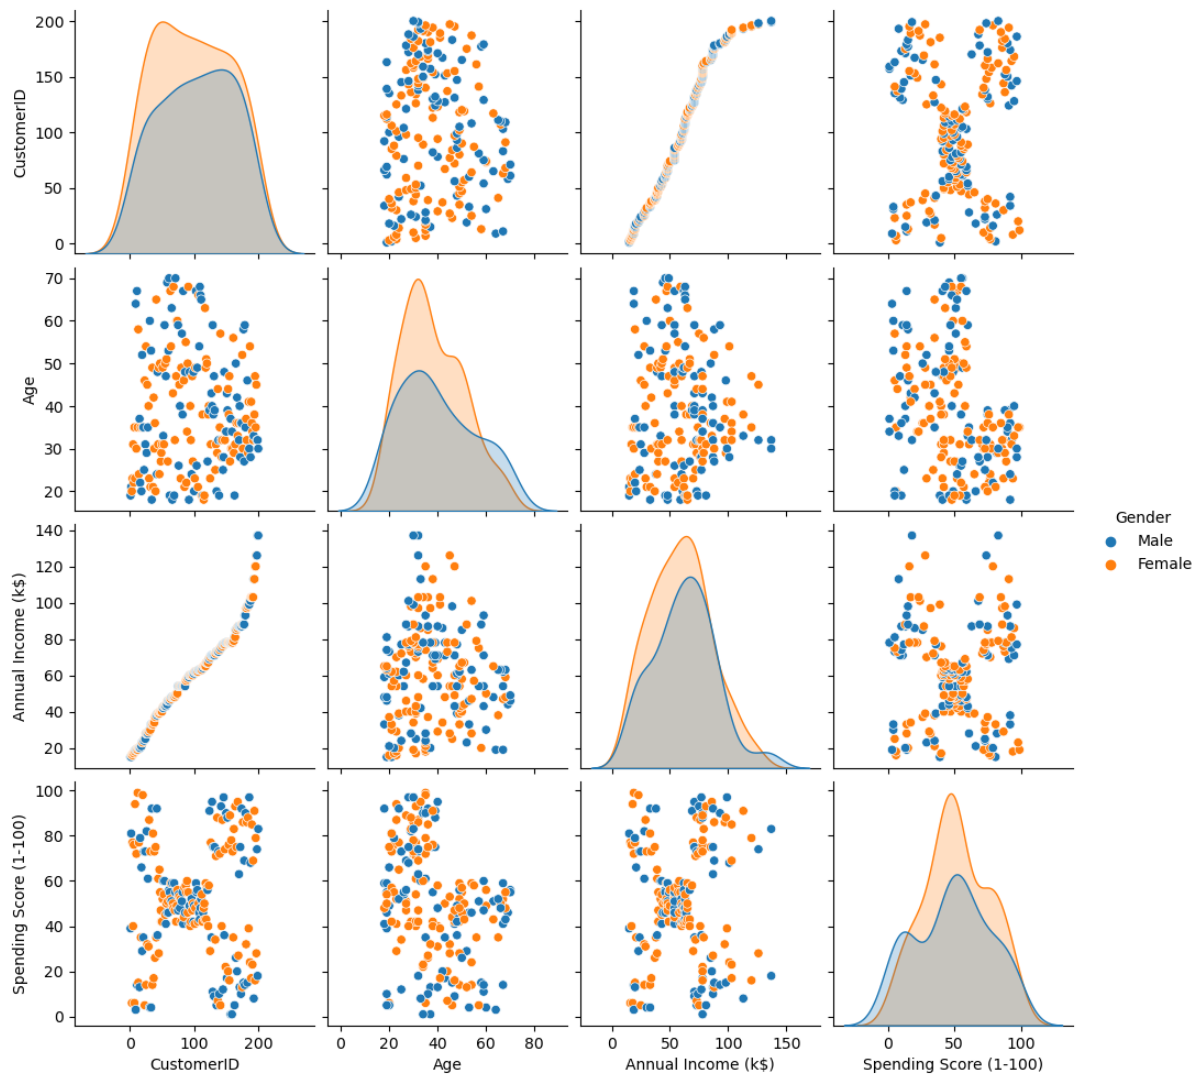 200
150
100
50
0
CustomerID
70
60
50
40
30
20
Age
Gender
Male
Female
140
120
100
80
60
40
20
Annual Income (k$)
100
80
60
40
20
0
Spending Score (1-100)
0 100 200
0 20 40 60 80
0 50 100 150
0 50 100
CustomerID Age Annual Income (k$) Spending Score (1-100)